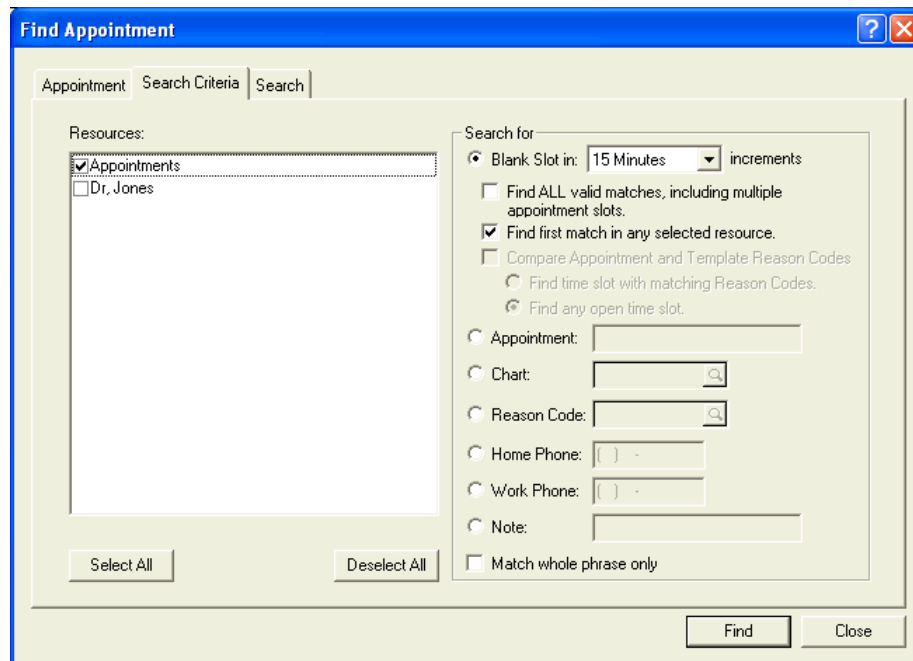 Find Appointment
Appointment
Search Criteria
Search
Resources:
Appointments
Dr, Jones
Select All
Deselect All
Search for
Blank Slot in: 15 Minutes increments
Find ALL valid matches, including multiple
appointment slots.
Find first match in any selected resource.
Compare Appointment and Template Reason Codes
Find time slot with matching Reason Codes.
Find any open time slot.
Appointment:
Chart:
Reason Code:
Home Phone: ( ) -
Work Phone: ( ) -
Note:
Match whole phrase only
Find
Close